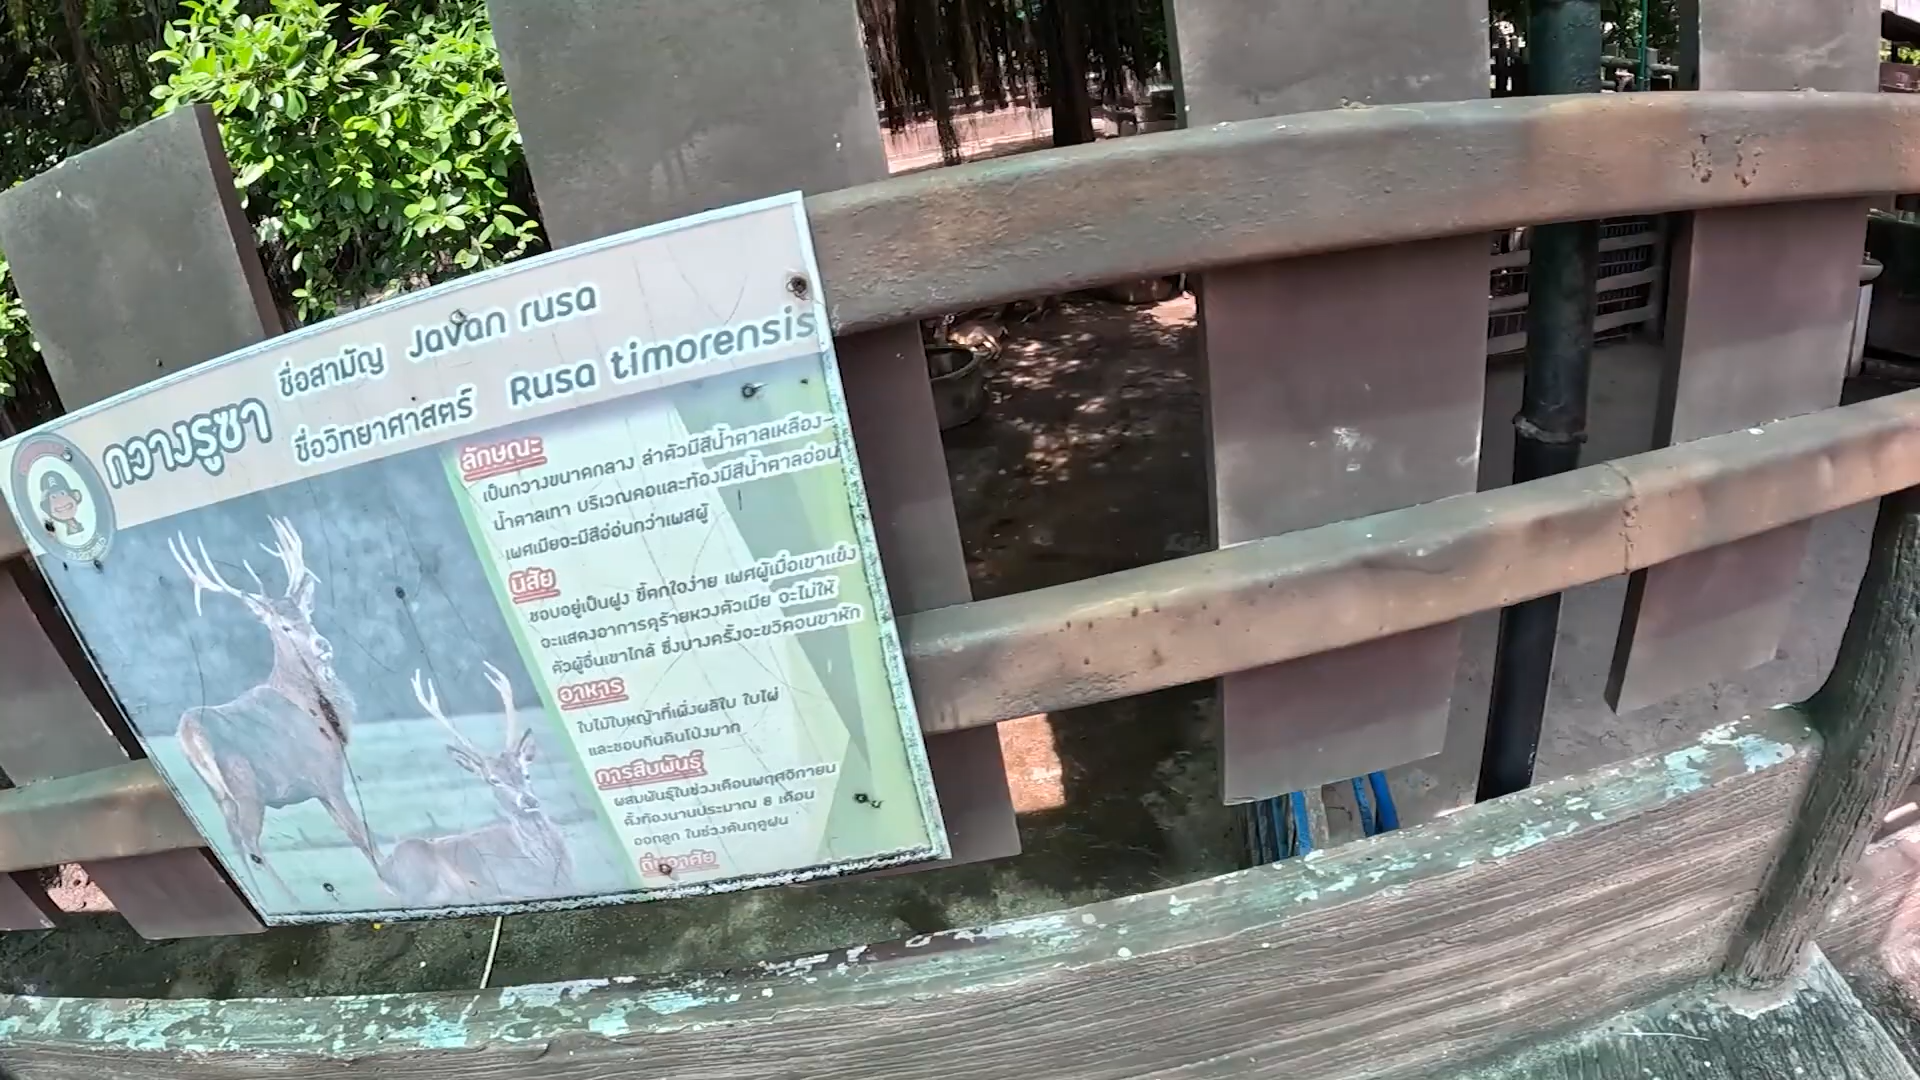 กวางรูซา
ชื่อสามัญ Javan rusa
ชื่อวิทยาศาสตร์ Rusa timorensis
ลักษณะ
เป็นกวางขนาดกลาง ลำตัวมีสีน้ำตาลเหลือง-
น้ำตาลเทา บริเวณคอและท้องมีสีน้ำตาลอ่อน
เพศเมียจะมีสีอ่อนกว่าเพศผู้
นิสัย
ชอบอยู่เป็นฝูง ขี้ตกใจง่าย เพศผู้เมื่อเขาแข็ง
จะแสดงอาการดุร้ายหวงตัวเมีย จะไม่ให้
ตัวผู้อื่นเขาใกล้ ซึ่งบางครั้งจะขวิดจนขาหัก
อาหาร
ใบไม้ใบหญ้าที่เพิ่งผลิใบ ใบไผ่
และชอบกินดินโป่งมาก
การสืบพันธุ์
ผสมพันธุ์ในช่วงเดือนพฤศจิกายน
ตั้งท้องนานประมาณ 8 เดือน
ออกลูก ในช่วงต้นฤดูฝน
ถิ่นอาศัย